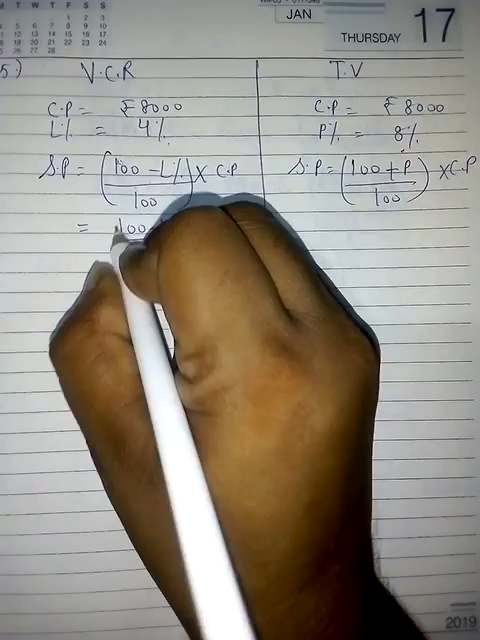 JAN
THURSDAY 17
5.) V.C.R
C.P = ₹ 8000
L% = 4%
S.P = (100 - L% / 100) X C.P
= 100
T.V
C.P = ₹ 8000
P% = 8%
S.P = (100 + P / 100) X C.P
2019